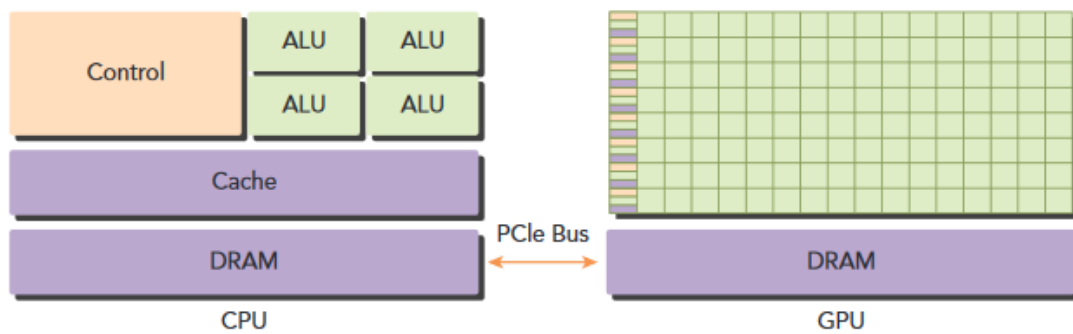 Control
ALU
ALU
ALU
ALU
Cache
DRAM
CPU
PCIe Bus
DRAM
GPU